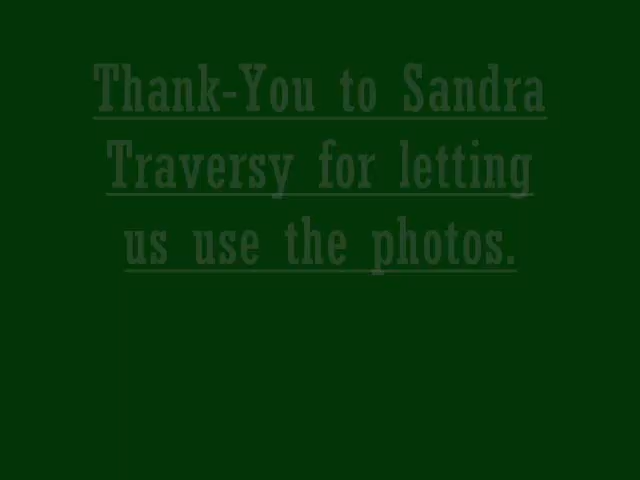 Thank-You to Sandra
Traversy for letting
us use the photos.